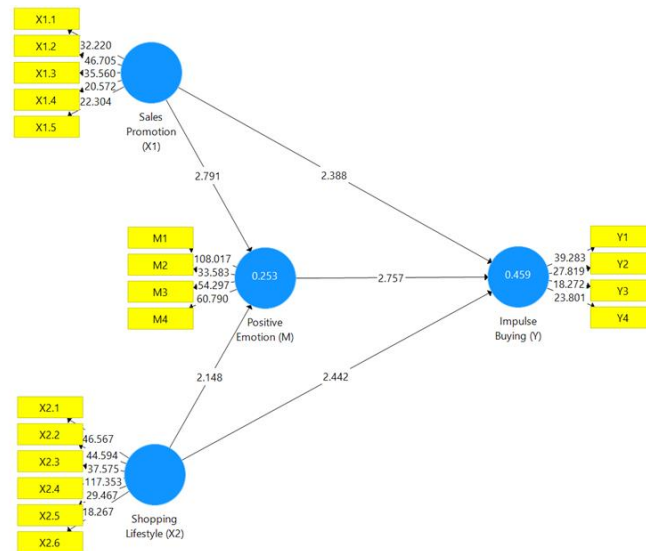 X1.1
X1.2
X1.3
X1.4
X1.5
32.220
46.705
35.560
20.572
22.304
Sales
Promotion
(X1)
2.791
2.388
M1
M2
M3
M4
108.017
33.583
54.297
60.790
0.253
Positive
Emotion (M)
2.757
0.459
Impulse
Buying (Y)
39.283
27.819
18.272
23.801
Y1
Y2
Y3
Y4
2.148
2.442
X2.1
X2.2
X2.3
X2.4
X2.5
X2.6
46.567
44.594
37.575
117.353
29.467
18.267
Shopping
Lifestyle (X2)